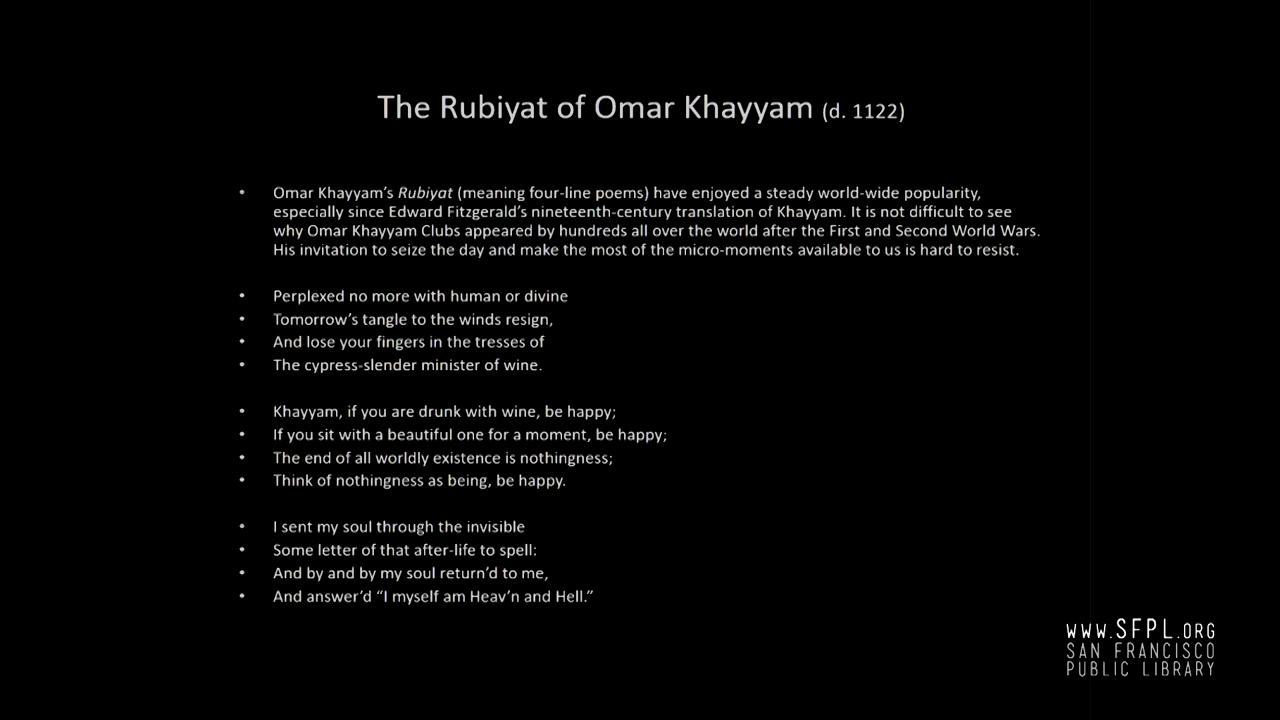 The Rubiyat of Omar Khayyam (d. 1122)
• Omar Khayyam’s Rubiyat (meaning four-line poems) have enjoyed a steady world-wide popularity,
especially since Edward Fitzgerald’s nineteenth-century translation of Khayyam. It is not difficult to see
why Omar Khayyam Clubs appeared by hundreds all over the world after the First and Second World Wars.
His invitation to seize the day and make the most of the micro-moments available to us is hard to resist.
• Perplexed no more with human or divine
• Tomorrow’s tangle to the winds resign,
• And lose your fingers in the tresses of
• The cypress-slender minister of wine.
• Khayyam, if you are drunk with wine, be happy;
• If you sit with a beautiful one for a moment, be happy;
• The end of all worldly existence is nothingness;
• Think of nothingness as being, be happy.
• I sent my soul through the invisible
• Some letter of that after-life to spell:
• And by and by my soul return’d to me,
• And answer’d “I myself am Heav’n and Hell.”
WWW.SFPL.ORG
SAN FRANCISCO
PUBLIC LIBRARY